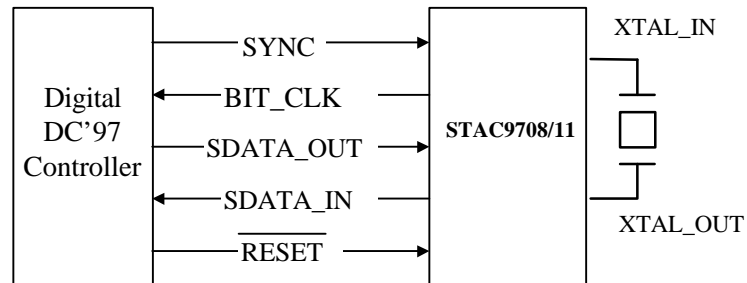 Digital
DC’97
Controller
SYNC
BIT_CLK
SDATA_OUT
SDATA_IN
RESET
STAC9708/11
XTAL_IN
XTAL_OUT